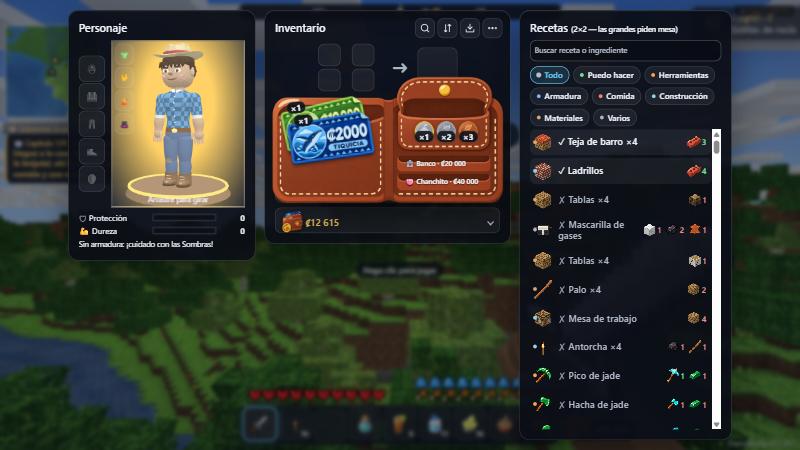 Personaje
Arrastra para girar
Protección 0
Dureza 0
Sin armadura: ¡cuidado con las Sombras!
Inventario
×1
×1
₡2000
TIQUICIA
×1 ×2 ×3
Banco · ₡20 000
Chanchito · ₡40 000
₡12 615
Recetas (2×2 — las grandes piden mesa)
Buscar receta o ingrediente
Todo
Puedo hacer
Herramientas
Armadura
Comida
Construcción
Materiales
Varios
✓ Teja de barro ×4 3
✓ Ladrillos 4
✗ Tablas ×4 1
✗ Mascarilla de gases 1 2 1
✗ Tablas ×4 1
✗ Palo ×4 2
✗ Mesa de trabajo 4
✗ Antorcha ×4 1 1
✗ Pico de jade 1 1
✗ Hacha de jade 1 1